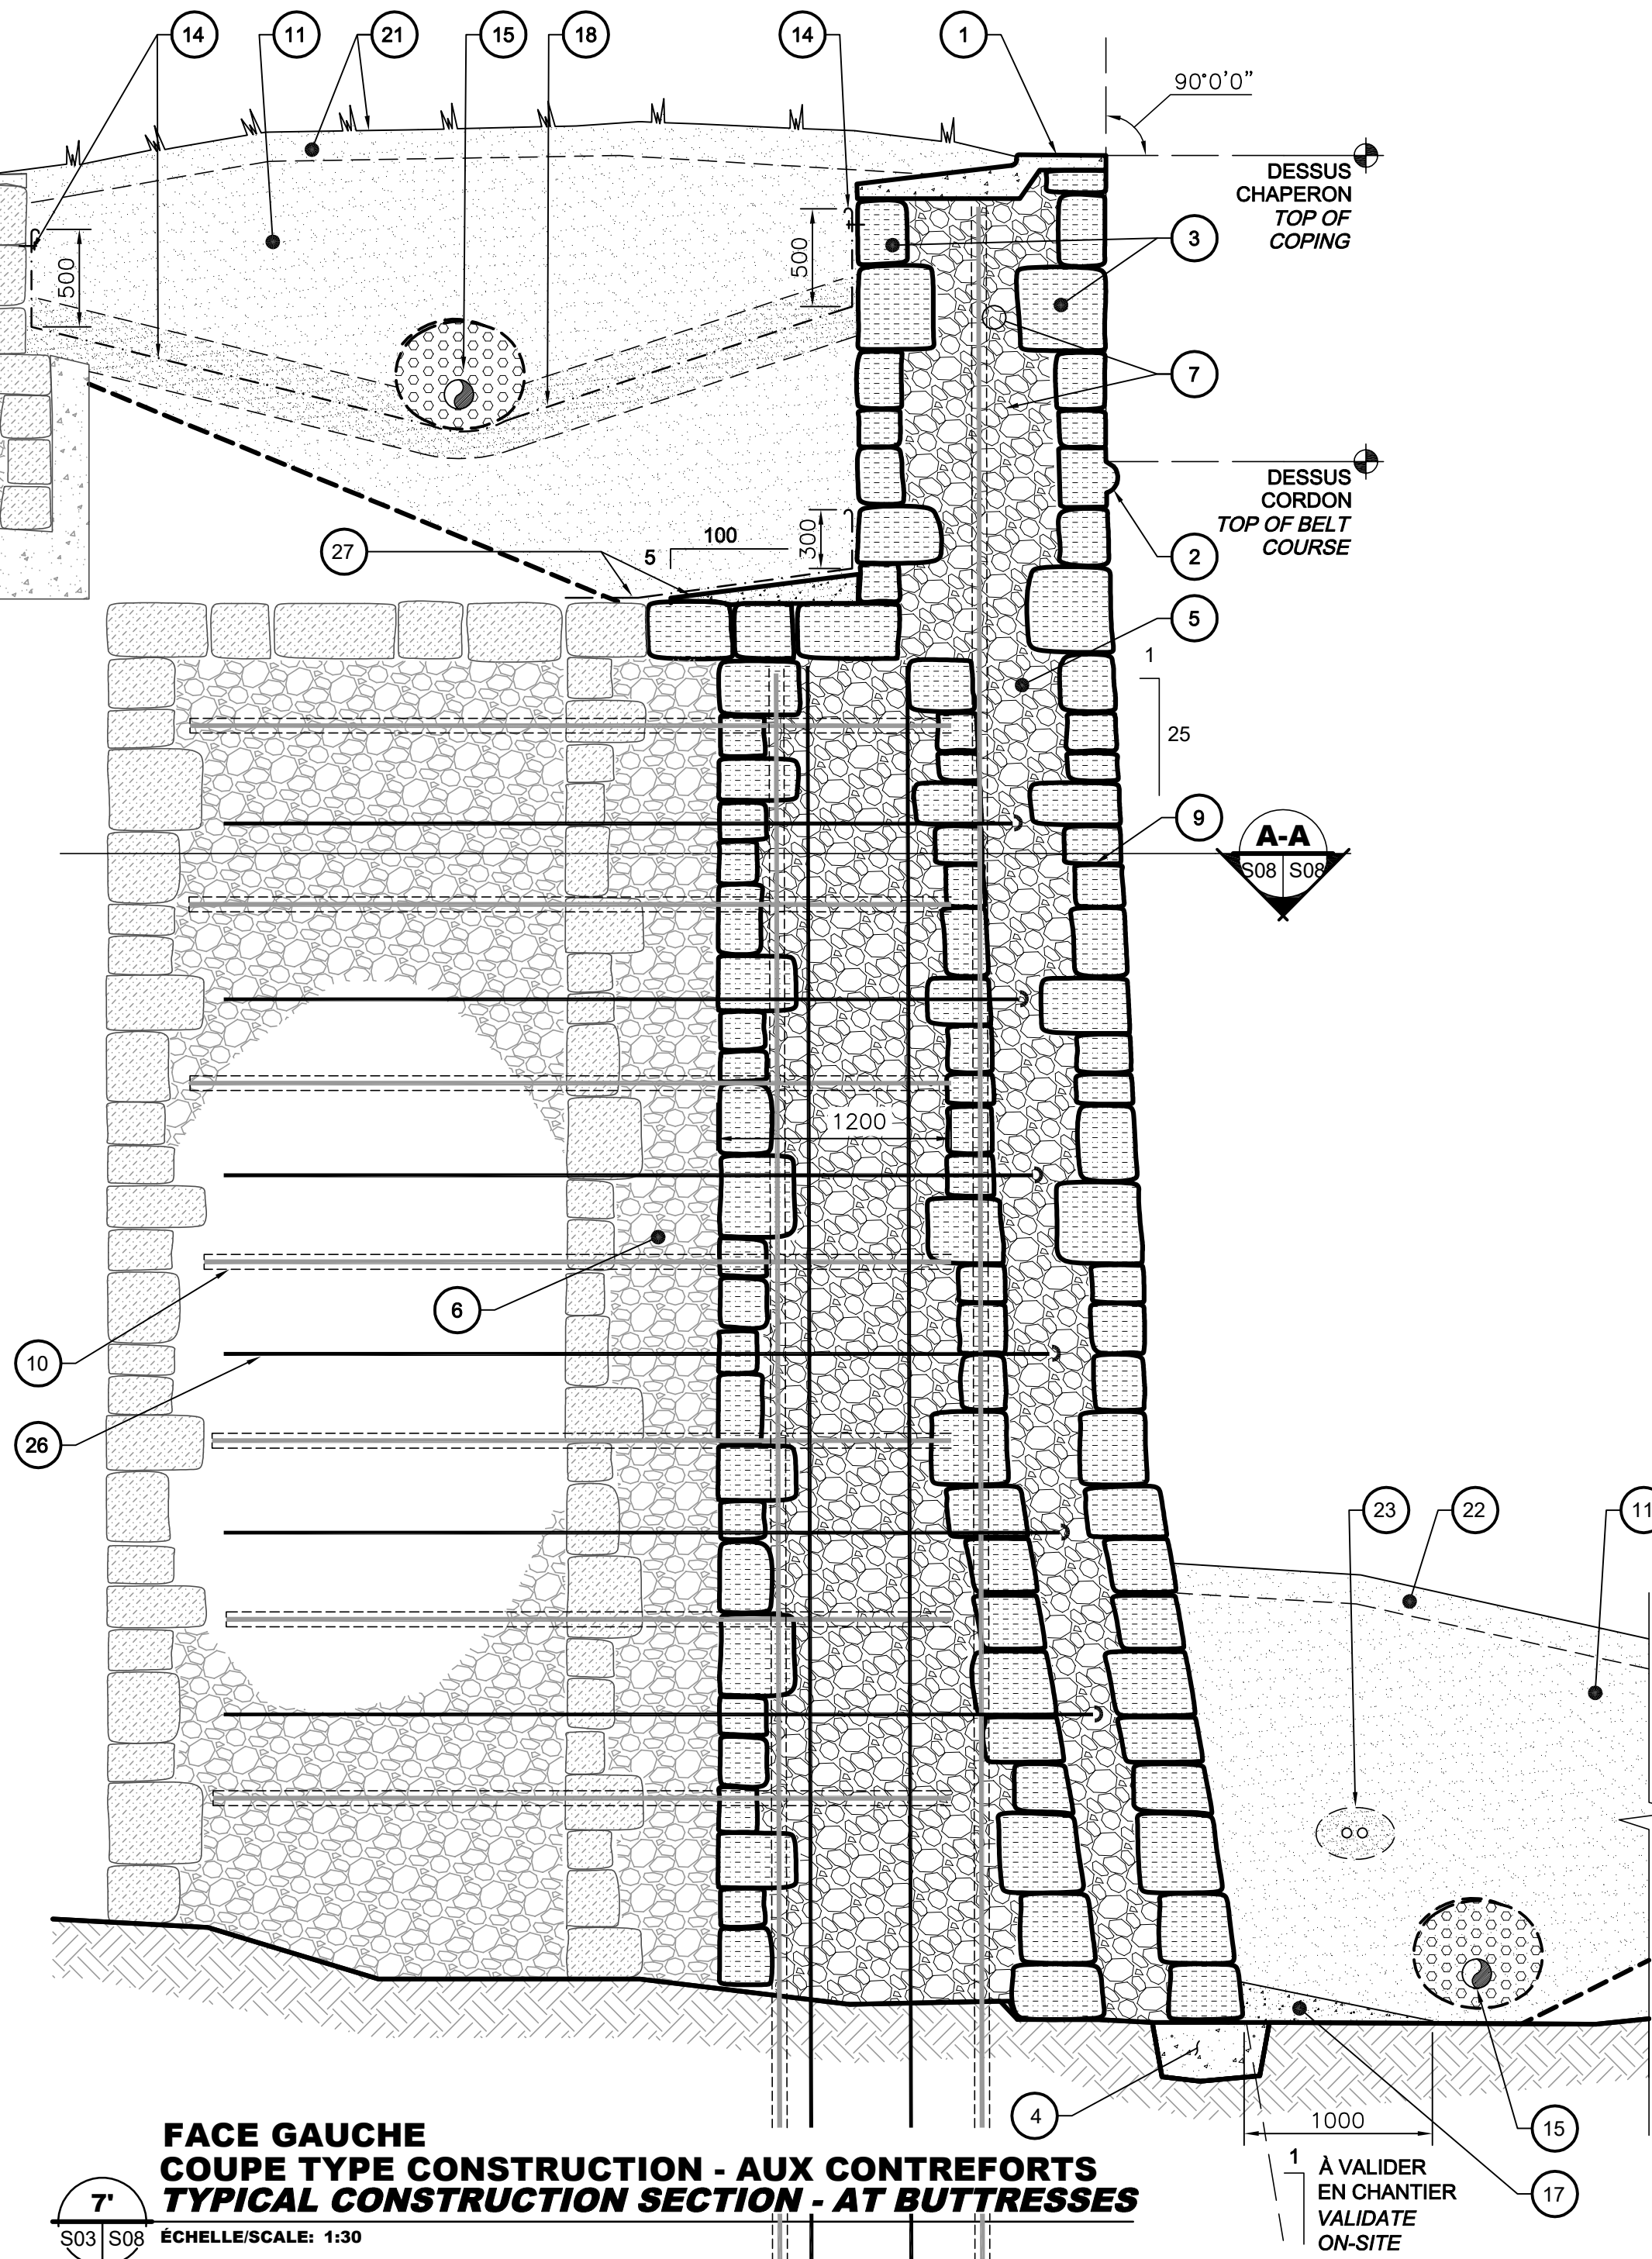 14
11
21
15
18
14
1
90°0'0"
DESSUS
CHAPERON
TOP OF
COPING
3
500
500
7
DESSUS
CORDON
TOP OF BELT
COURSE
2
27
5
100
300
5
1
25
9
A-A
S08
S08
1200
6
10
26
23
22
11
4
1000
15
17
1
À VALIDER
EN CHANTIER
VALIDATE
ON-SITE
FACE GAUCHE
COUPE TYPE CONSTRUCTION - AUX CONTREFORTS
TYPICAL CONSTRUCTION SECTION - AT BUTTRESSES
7'
S03
S08
ÉCHELLE/SCALE: 1:30